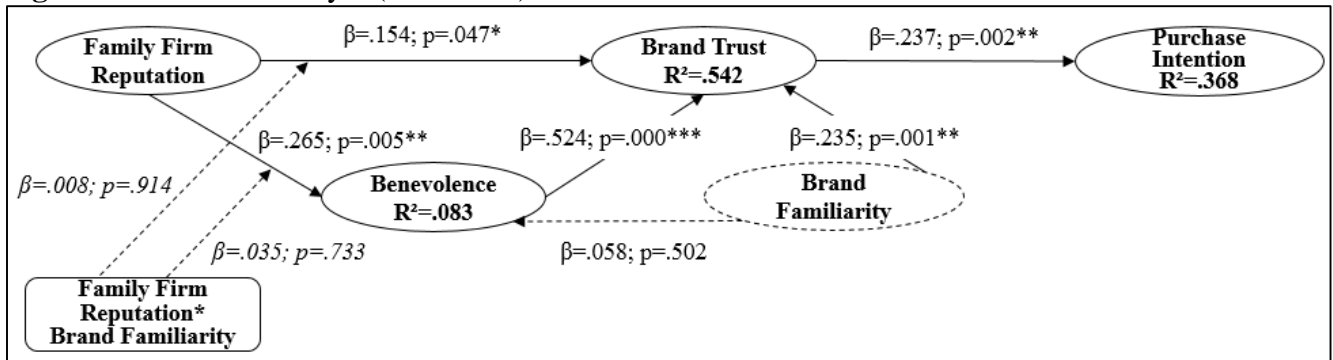 Family Firm
Reputation
β=.154; p=.047*
Brand Trust
R²=.542
β=.237; p=.002**
Purchase
Intention
R²=.368
β=.265; p=.005**
β=.524; p=.000***
β=.235; p=.001**
β=.008; p=.914
Benevolence
R²=.083
Brand
Familiarity
β=.035; p=.733
β=.058; p=.502
Family Firm
Reputation*
Brand Familiarity